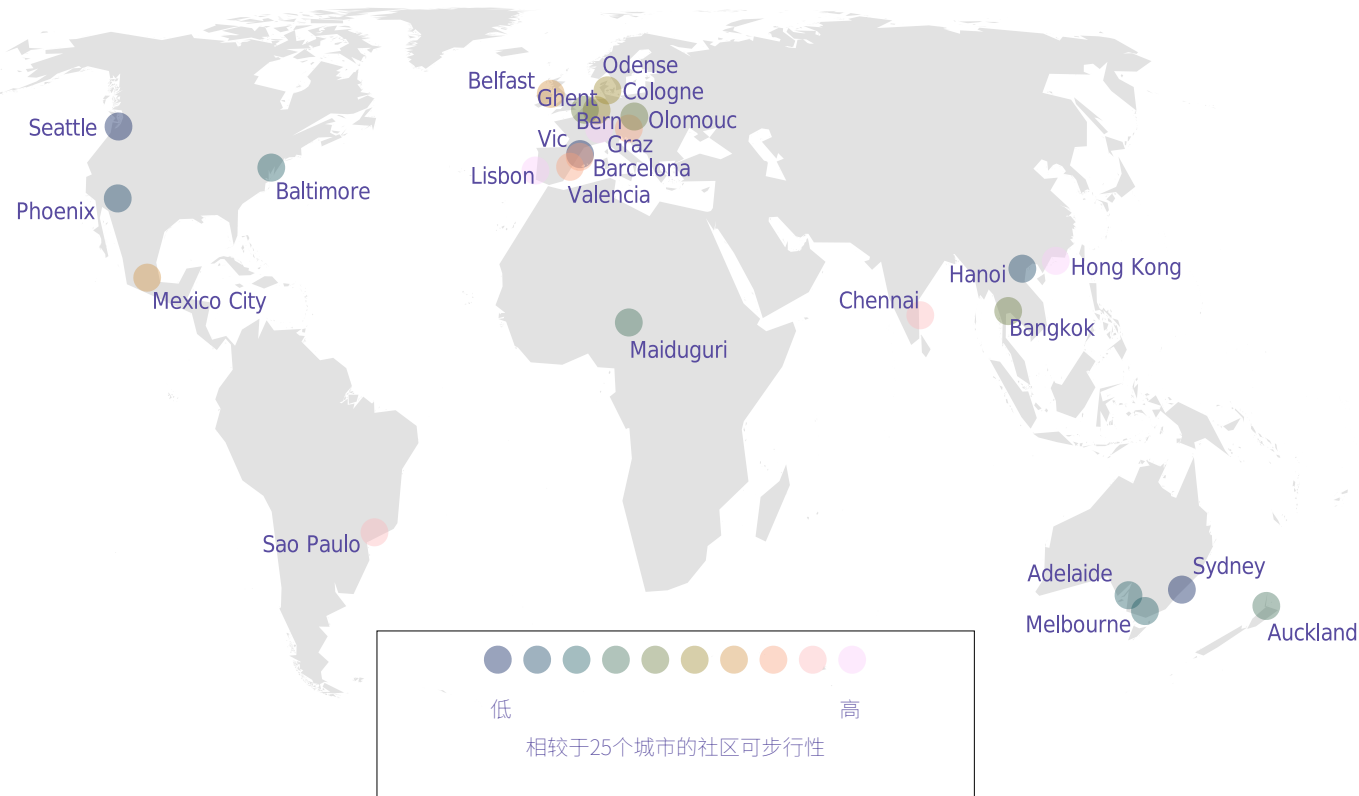 Odense
Belfast
Cologne
Ghent
Bern
Olomouc
Seattle
Vic
Graz
Barcelona
Lisbon
Baltimore
Valencia
Phoenix
Hanoi
Hong Kong
Mexico City
Chennai
Bangkok
Maiduguri
Sao Paulo
Sydney
Adelaide
Melbourne
Auckland
低 高
相较于25个城市的社区可步行性